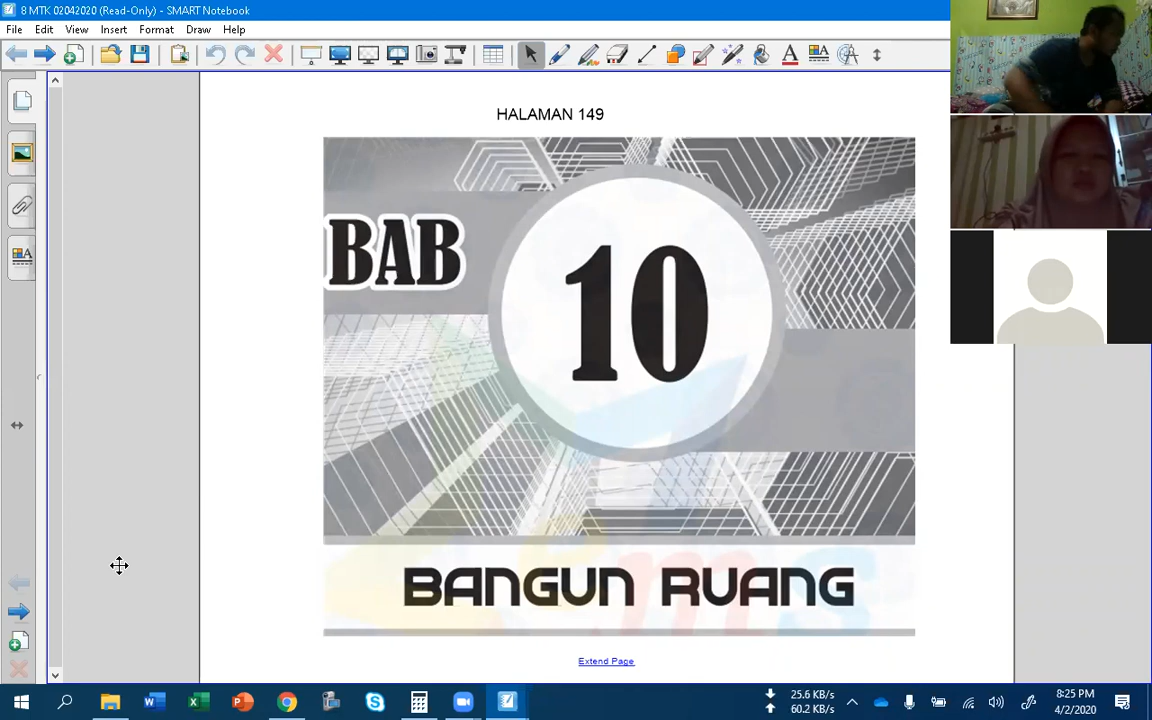 8 MTK 02042020 (Read-Only) - SMART Notebook
File Edit View Insert Format Draw Help
HALAMAN 149
BAB
10
BANGUN RUANG
Extend Page
25.6 KB/s
60.2 KB/s
8:25 PM
4/2/2020